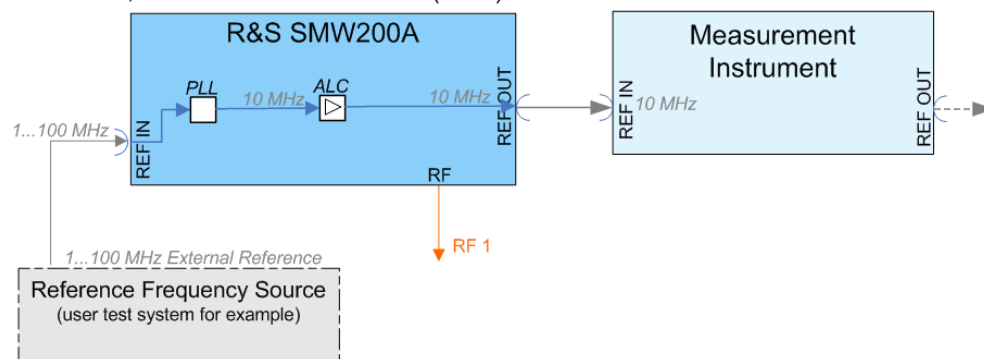 R&S SMW200A
Measurement
Instrument
PLL
ALC
10 MHz
10 MHz
REF OUT
REF IN
10 MHz
REF OUT
1...100 MHz
REF IN
RF
RF 1
1...100 MHz External Reference
Reference Frequency Source
(user test system for example)